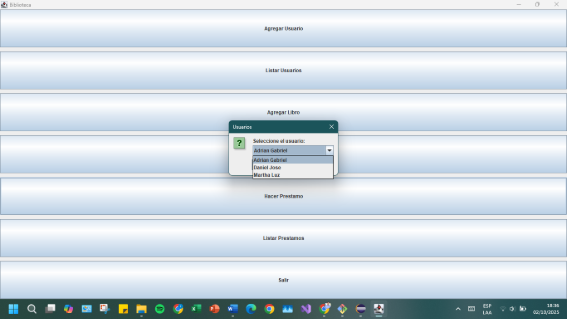 Biblioteca
Agregar Usuario
Listar Usuarios
Agregar Libro
Usuarios
Seleccione el usuario:
Adrian Gabriel
Adrian Gabriel
Daniel Jose
Martha Luz
Hacer Prestamo
Listar Prestamos
Salir
ESP
LAA
18:46
02/10/2025